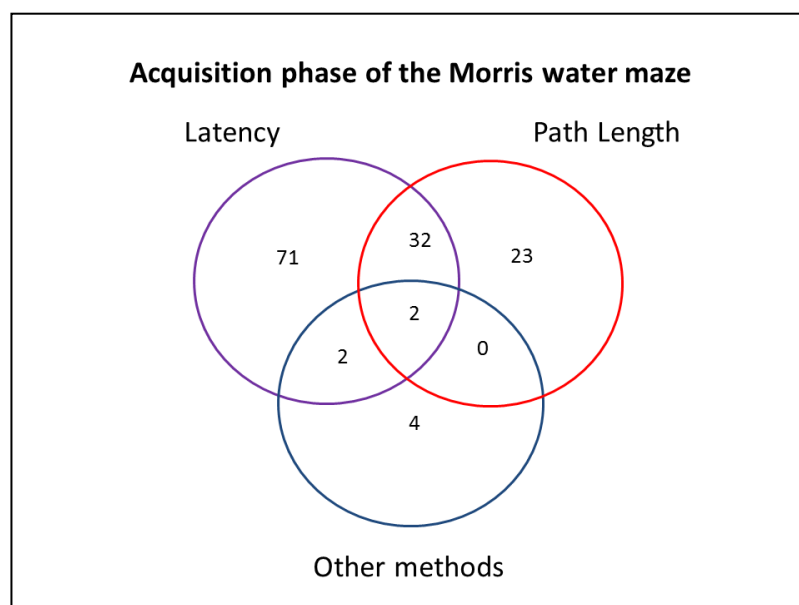 Acquisition phase of the Morris water maze
Latency
Path Length
71
32
23
2
2
0
4
Other methods